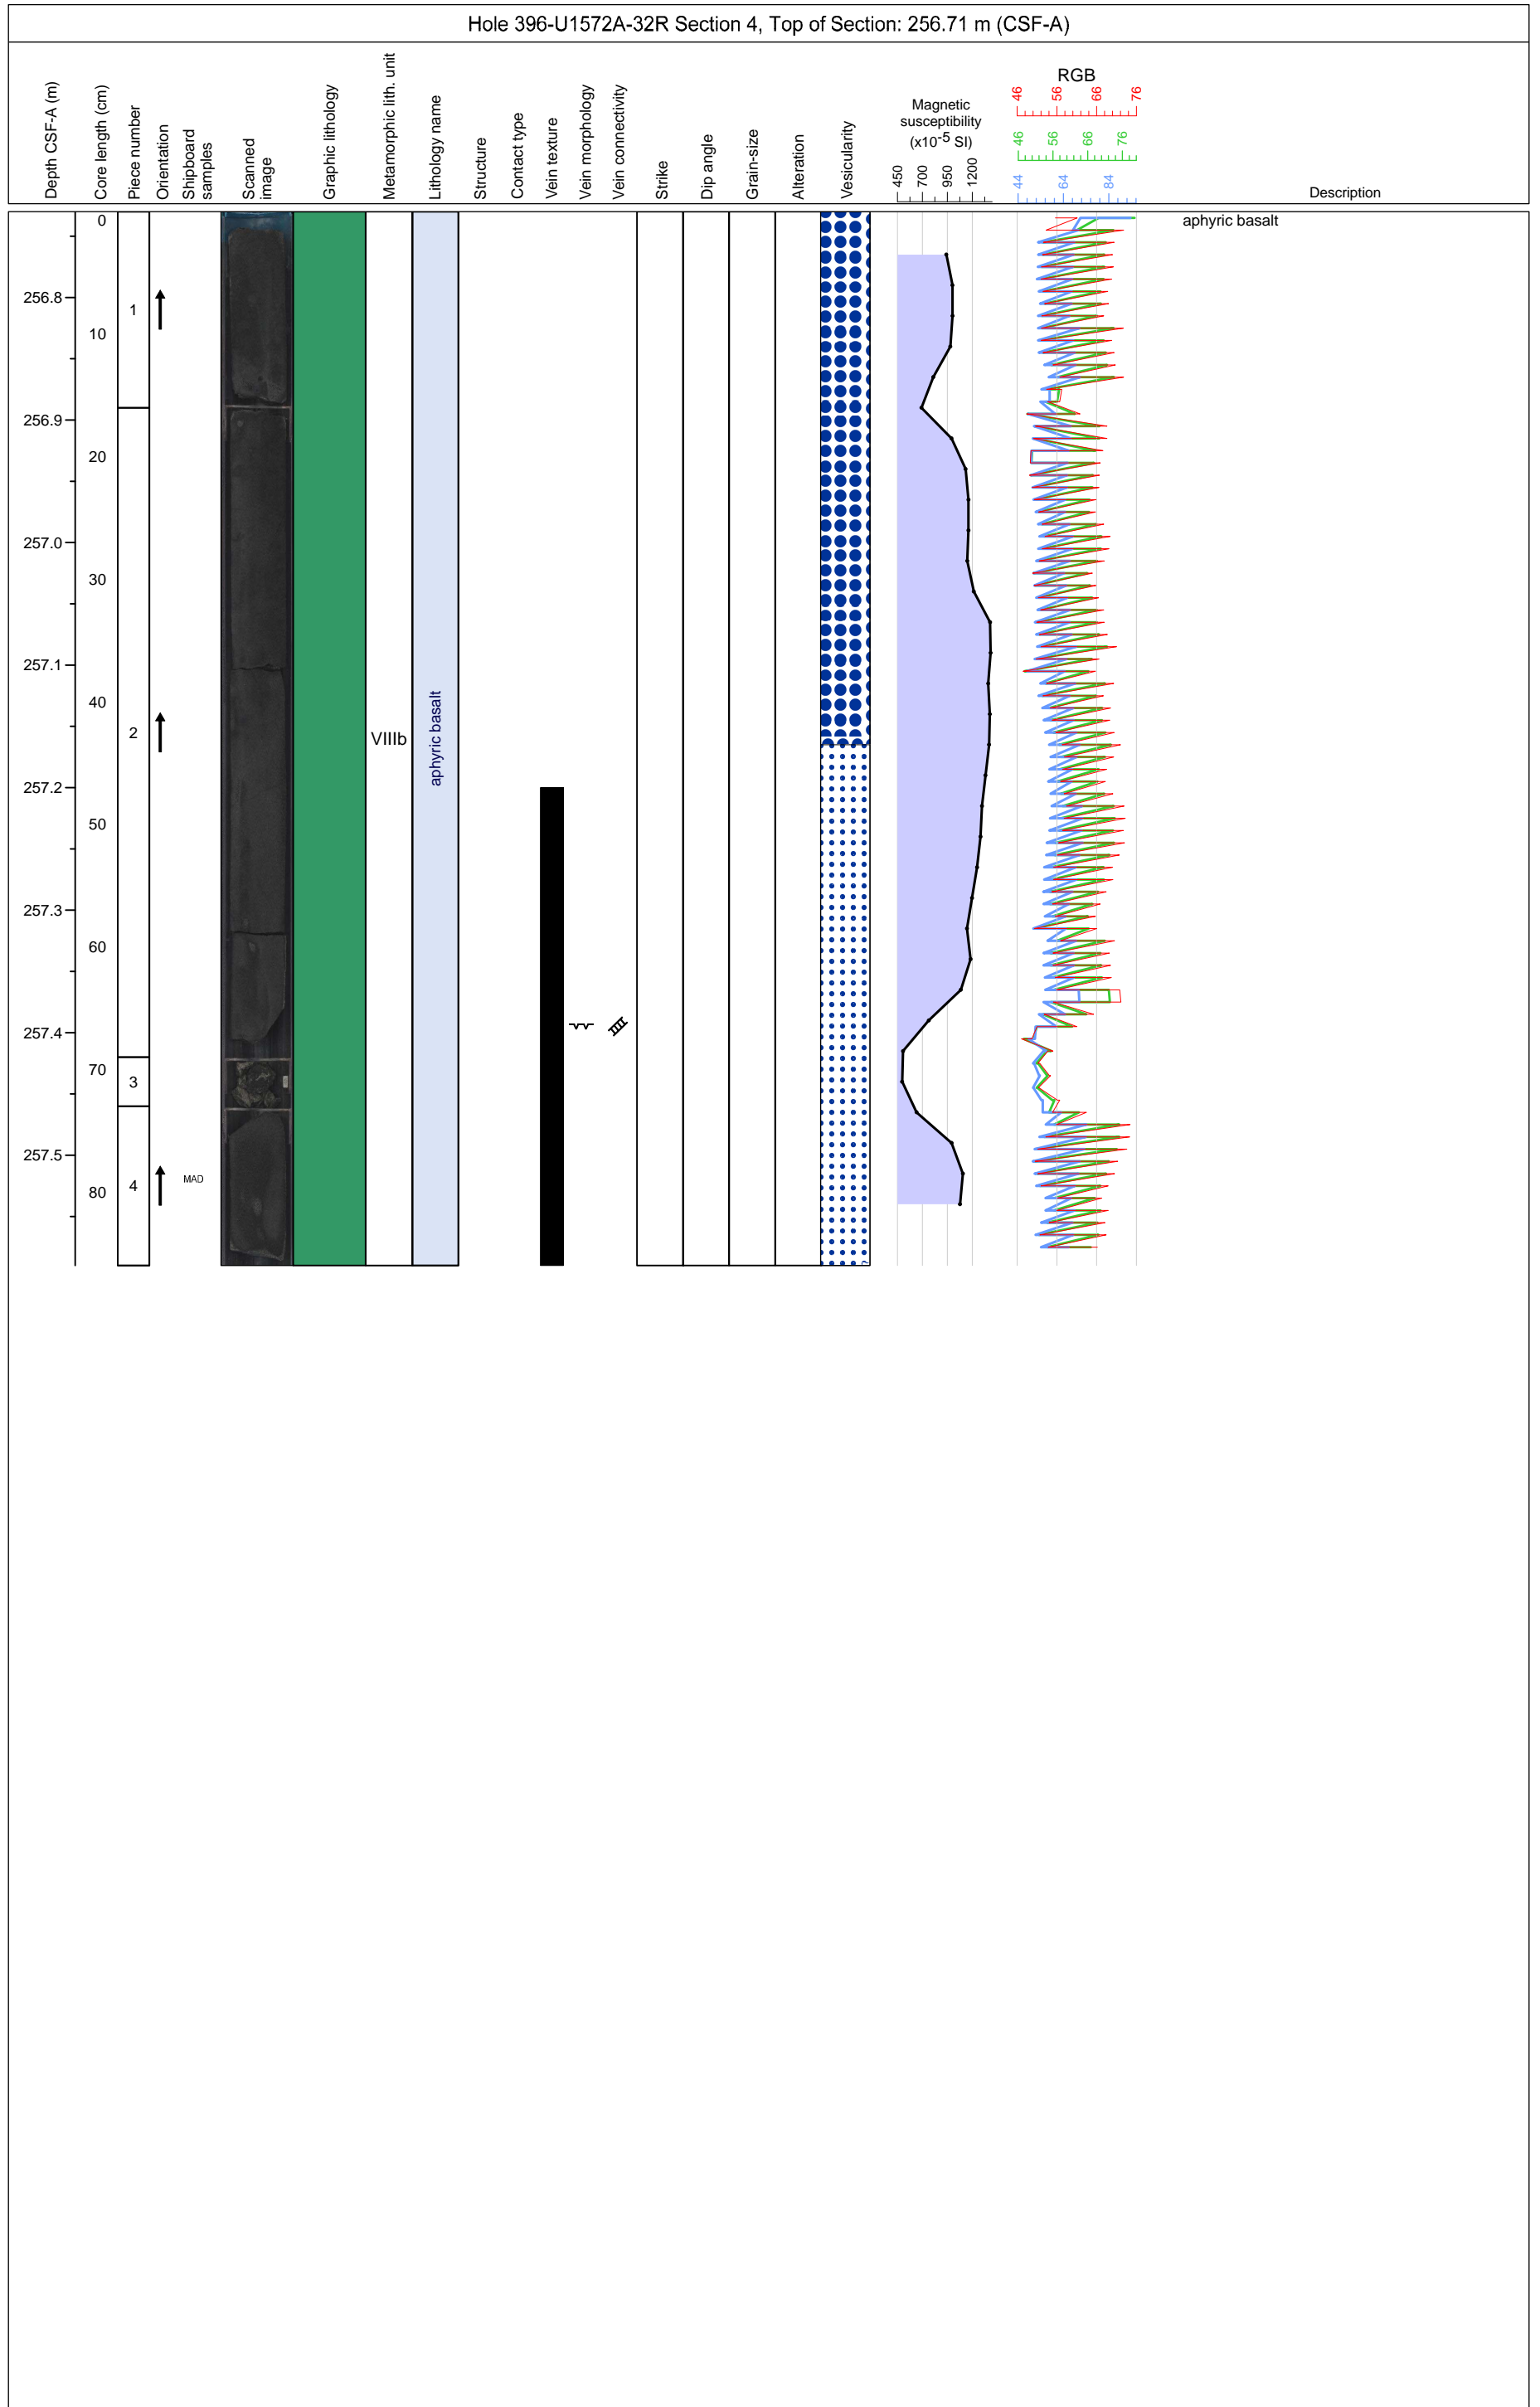 Hole 396-U1572A-32R Section 4, Top of Section: 256.71 m (CSF-A)
Depth CSF-A (m)
Core length (cm)
Piece number
Orientation
Shipboard
samples
Scanned
image
Graphic lithology
Metamorphic lith. unit
Lithology name
Structure
Contact type
Vein texture
Vein morphology
Vein connectivity
Strike
Dip angle
Grain-size
Alteration
Vesicularity
Magnetic
susceptibility
(x10-5 SI)
450 700 950 1200
RGB
46 56 66 76
46 56 66 76
44 64 84
Description
0
aphyric basalt
256.8
1
10
256.9
20
257.0
30
257.1
40
2
VIIIb
aphyric basalt
257.2
50
257.3
60
257.4
70
3
257.5
MAD
4
80